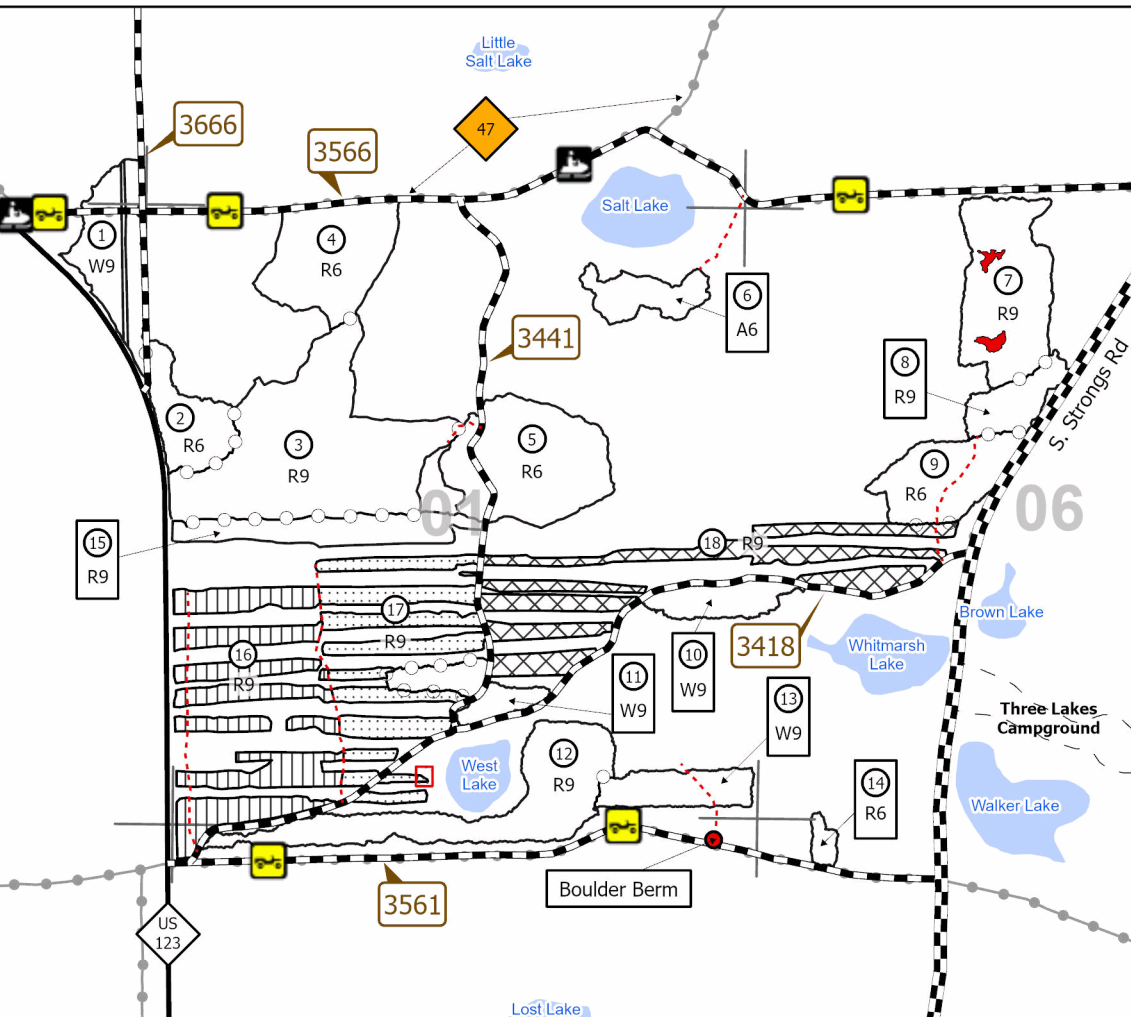 Little
Salt Lake
3666
47
3566
Salt Lake
1
W9
4
R6
6
A6
7
R9
3441
8
R9
S. Strongs Rd
2
R6
3
R9
5
R6
9
R6
01
06
15
R9
18
R9
17
R9
Brown Lake
16
R9
10
W9
3418
Whitmarsh
Lake
11
W9
13
W9
Three Lakes
Campground
12
R9
West
Lake
14
R6
Walker Lake
Boulder Berm
3561
US
123
Lost Lake